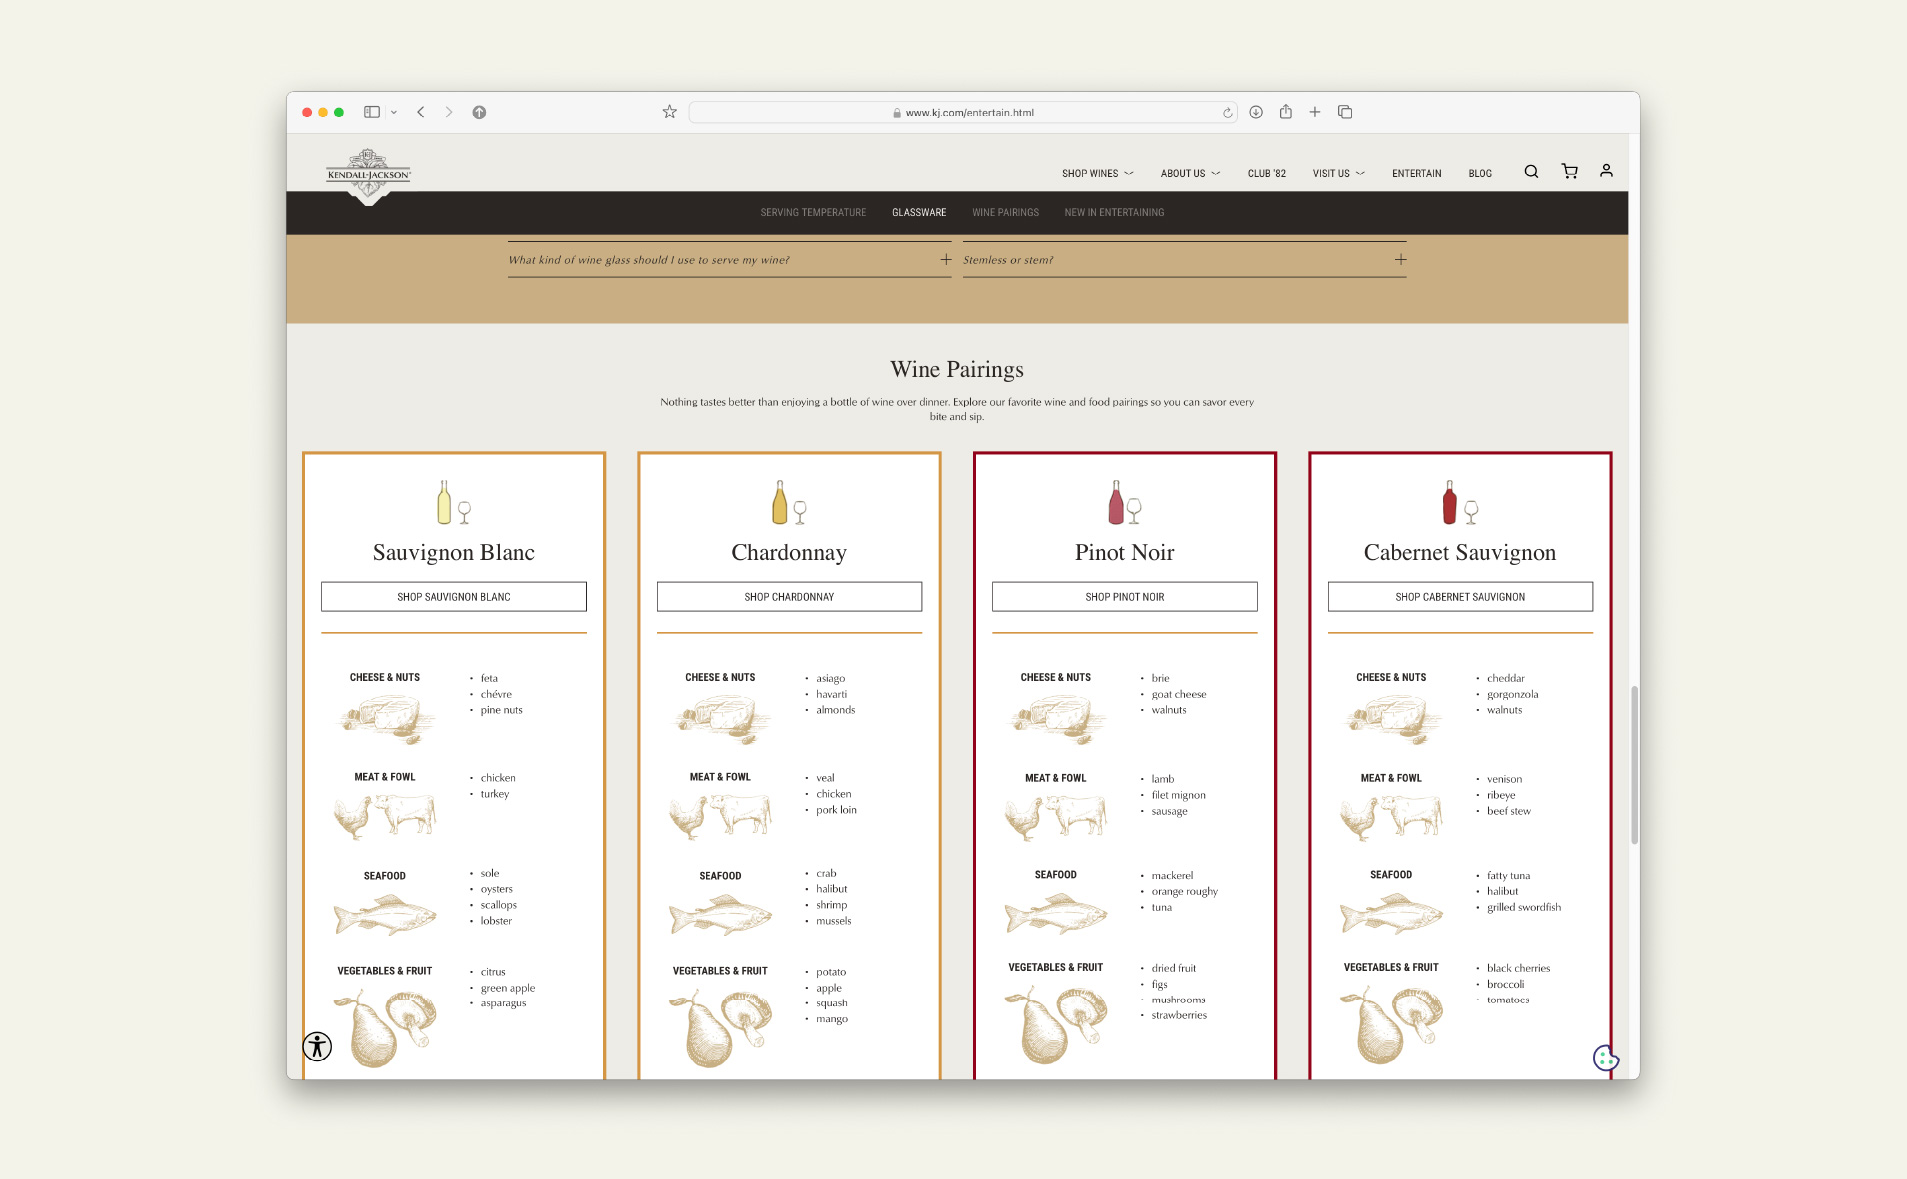 www.kj.com/entertain.html
KENDALL-JACKSON
SHOP WINES ABOUT US CLUB '82 VISIT US ENTERTAIN BLOG
SERVING TEMPERATURE GLASSWARE WINE PAIRINGS NEW IN ENTERTAINING
What kind of wine glass should I use to serve my wine?
Stemless or stem?
Wine Pairings
Nothing tastes better than enjoying a bottle of wine over dinner. Explore our favorite wine and food pairings so you can savor every
bite and sip.
Sauvignon Blanc
SHOP SAUVIGNON BLANC
CHEESE & NUTS
• feta
• chévre
• pine nuts
MEAT & FOWL
• chicken
• turkey
SEAFOOD
• sole
• oysters
• scallops
• lobster
VEGETABLES & FRUIT
• citrus
• green apple
• asparagus
Chardonnay
SHOP CHARDONNAY
CHEESE & NUTS
• asiago
• havarti
• almonds
MEAT & FOWL
• veal
• chicken
• pork loin
SEAFOOD
• crab
• halibut
• shrimp
• mussels
VEGETABLES & FRUIT
• potato
• apple
• squash
• mango
Pinot Noir
SHOP PINOT NOIR
CHEESE & NUTS
• brie
• goat cheese
• walnuts
MEAT & FOWL
• lamb
• filet mignon
• sausage
SEAFOOD
• mackerel
• orange roughy
• tuna
VEGETABLES & FRUIT
• dried fruit
• figs
• mushrooms
• strawberries
Cabernet Sauvignon
SHOP CABERNET SAUVIGNON
CHEESE & NUTS
• cheddar
• gorgonzola
• walnuts
MEAT & FOWL
• venison
• ribeye
• beef stew
SEAFOOD
• fatty tuna
• halibut
• grilled swordfish
VEGETABLES & FRUIT
• black cherries
• broccoli
• tomatoes